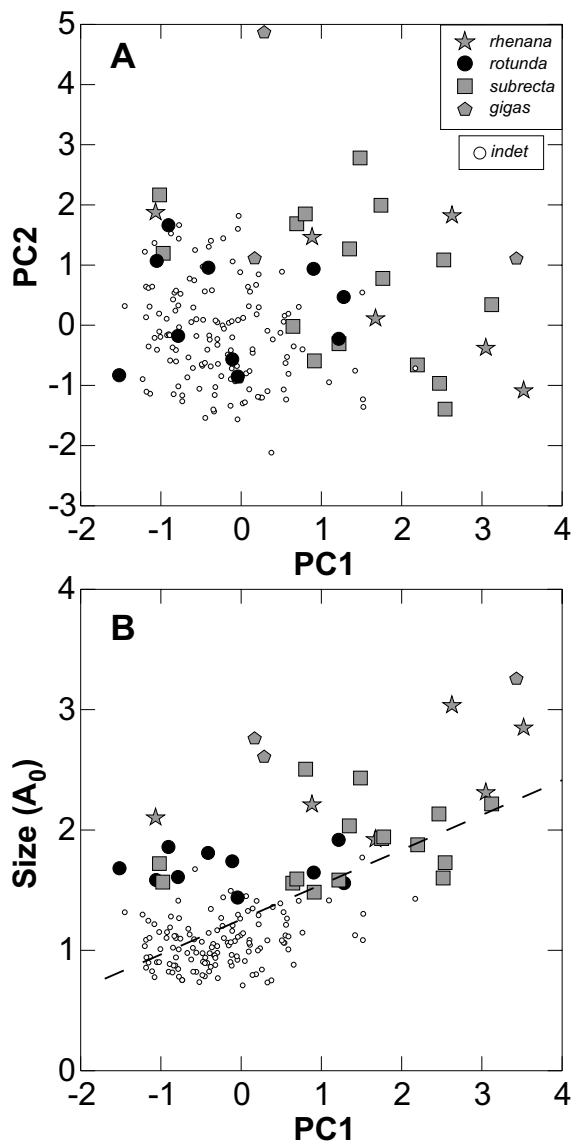 A
rhenana
rotunda
subrecta
gigas
indet
5
4
3
2
1
0
-1
-2
-3
PC2
-2 -1 0 1 2 3 4
PC1
B
4
3
2
1
0
Size (A0)
-2 -1 0 1 2 3 4
PC1